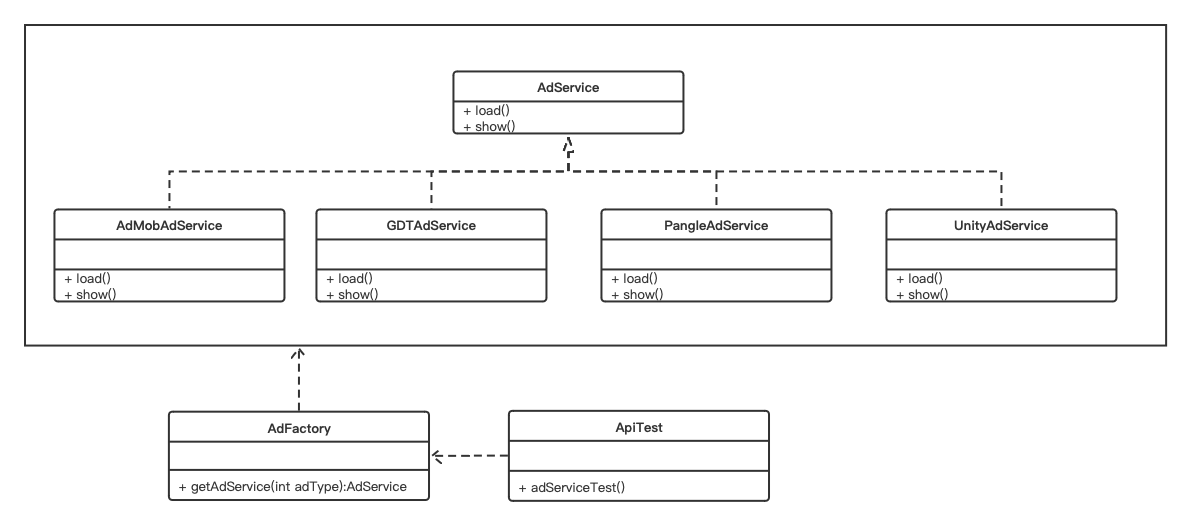 AdService
+ load()
+ show()
AdMobAdService
+ load()
+ show()
GDTAdService
+ load()
+ show()
PangleAdService
+ load()
+ show()
UnityAdService
+ load()
+ show()
AdFactory
+ getAdService(int adType):AdService
ApiTest
+ adServiceTest()